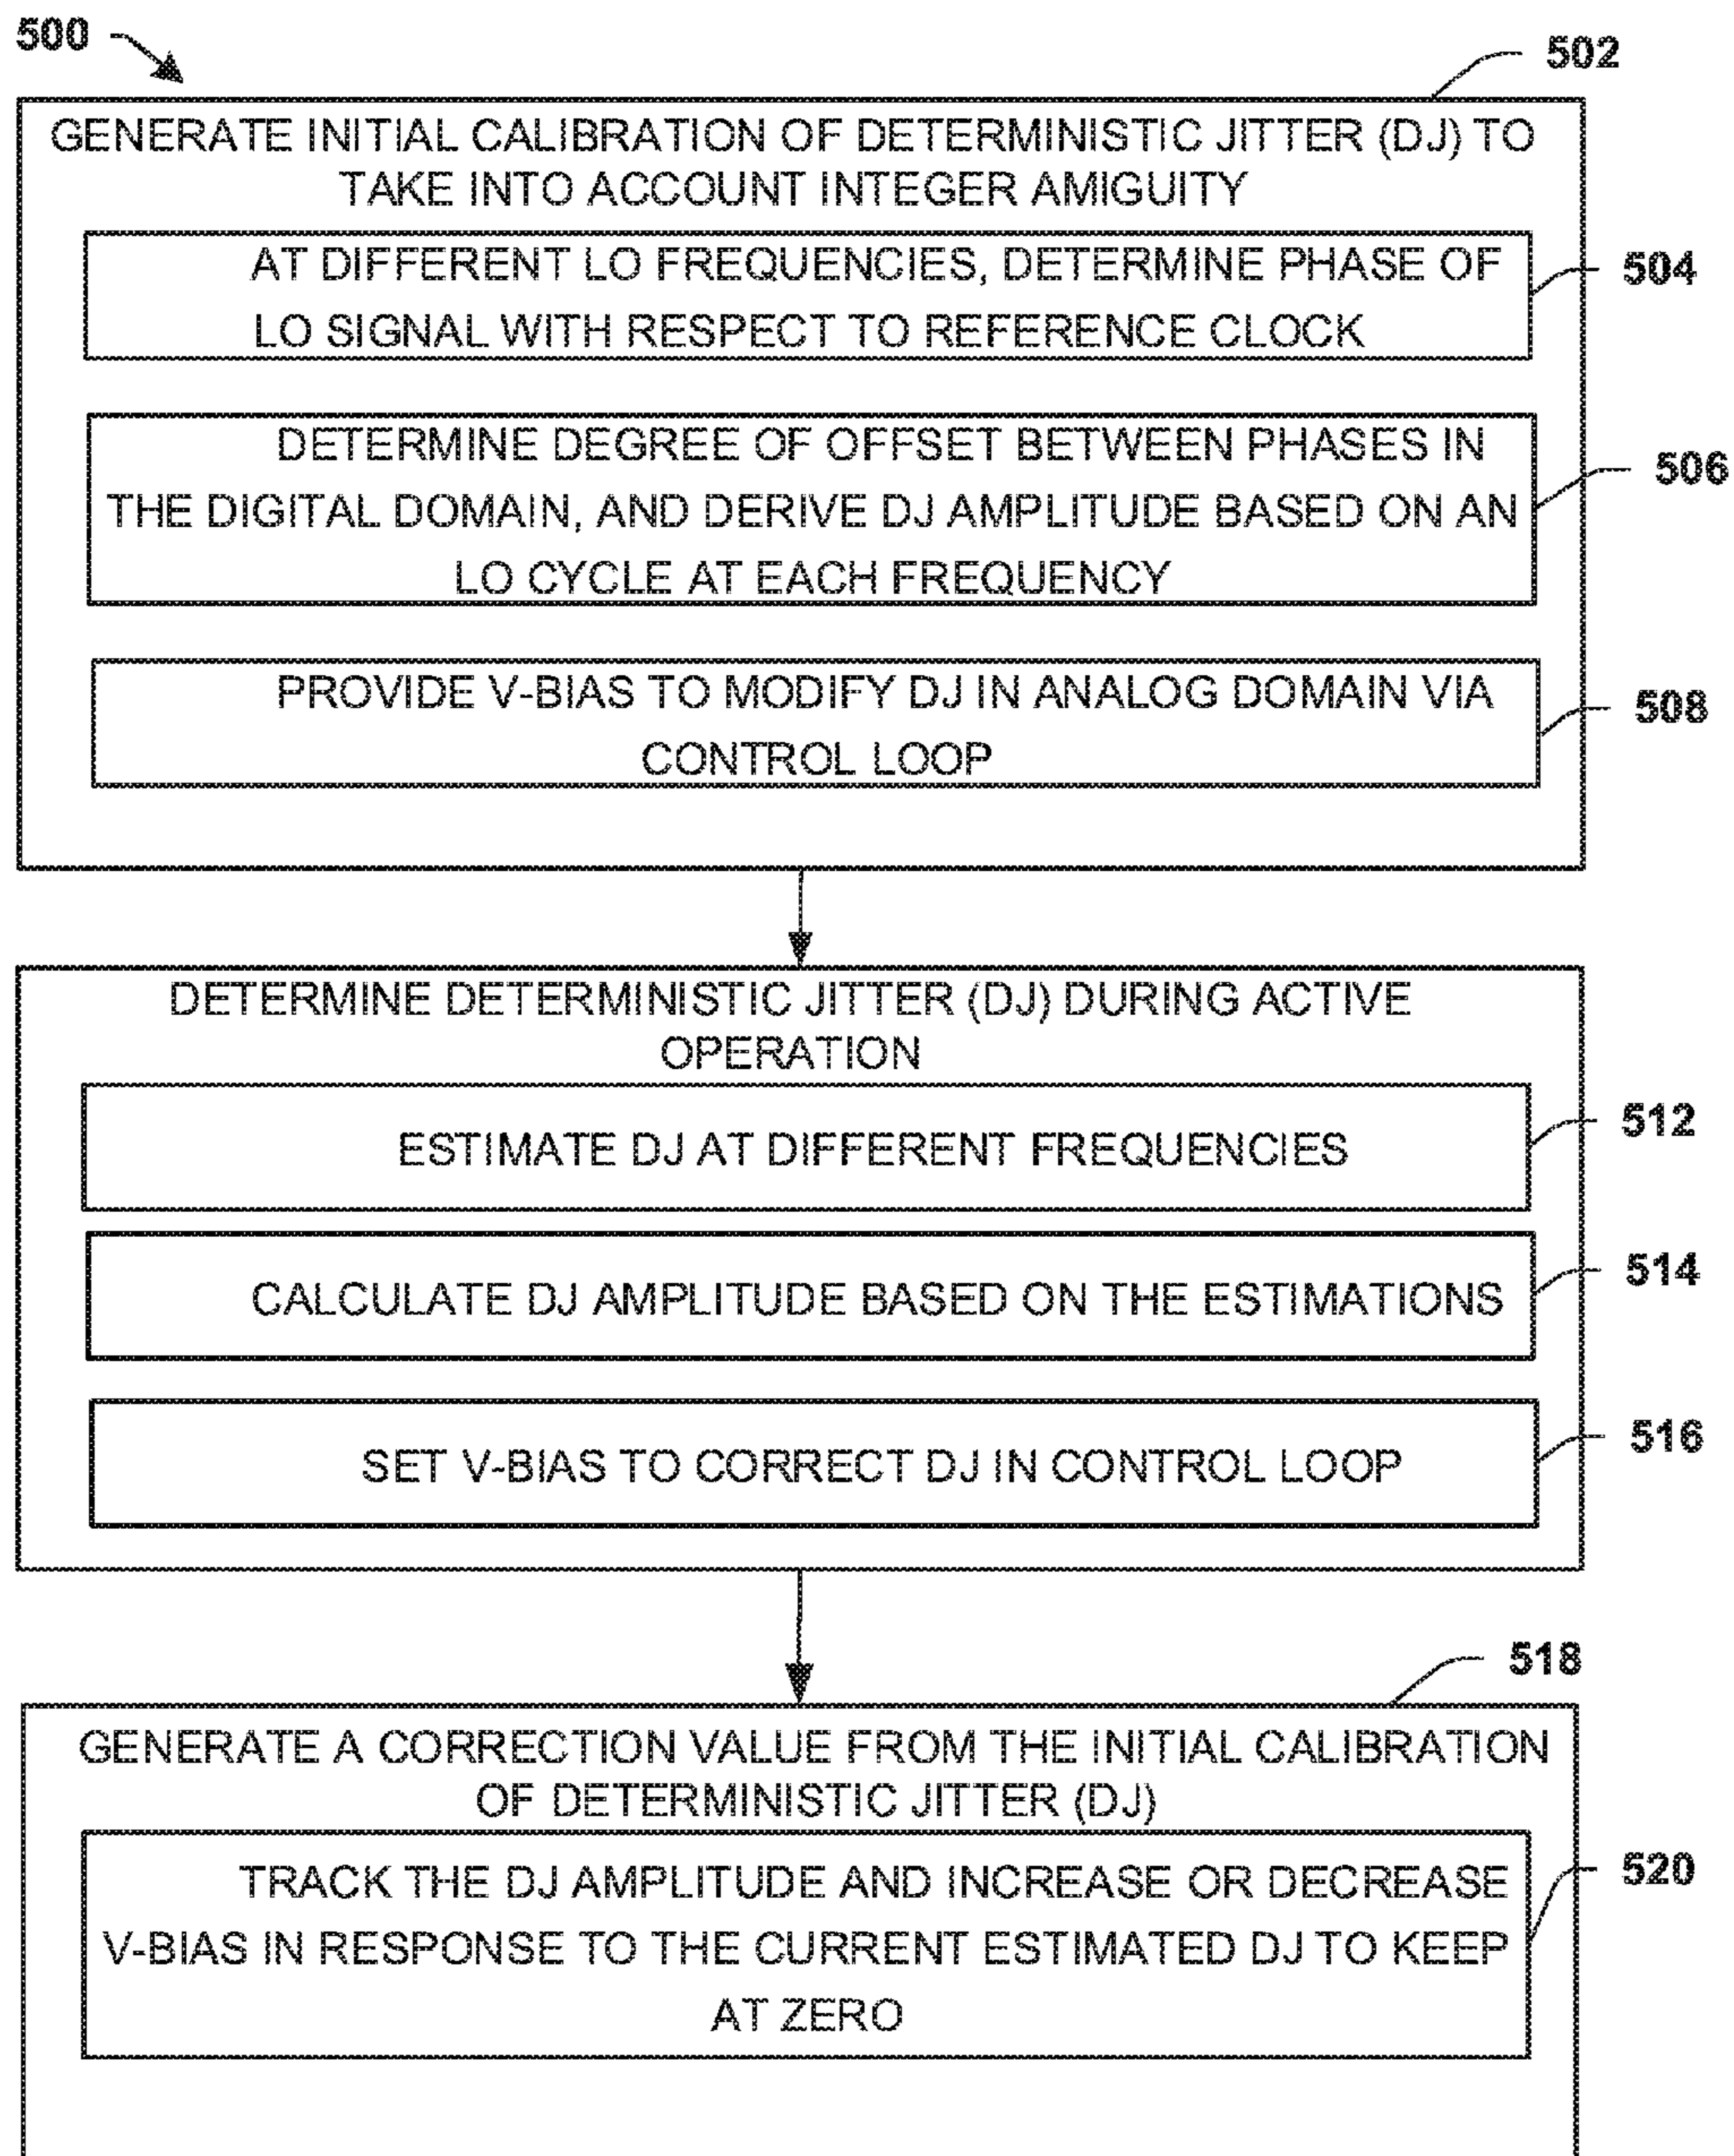 500
502
GENERATE INITIAL CALIBRATION OF DETERMINISTIC JITTER (DJ) TO
TAKE INTO ACCOUNT INTEGER AMIGUITY
AT DIFFERENT LO FREQUENCIES, DETERMINE PHASE OF
LO SIGNAL WITH RESPECT TO REFERENCE CLOCK
504
DETERMINE DEGREE OF OFFSET BETWEEN PHASES IN
THE DIGITAL DOMAIN, AND DERIVE DJ AMPLITUDE BASED ON AN
LO CYCLE AT EACH FREQUENCY
506
PROVIDE V-BIAS TO MODIFY DJ IN ANALOG DOMAIN VIA
CONTROL LOOP
508
DETERMINE DETERMINISTIC JITTER (DJ) DURING ACTIVE
OPERATION
ESTIMATE DJ AT DIFFERENT FREQUENCIES
512
CALCULATE DJ AMPLITUDE BASED ON THE ESTIMATIONS
514
SET V-BIAS TO CORRECT DJ IN CONTROL LOOP
516
518
GENERATE A CORRECTION VALUE FROM THE INITIAL CALIBRATION
OF DETERMINISTIC JITTER (DJ)
TRACK THE DJ AMPLITUDE AND INCREASE OR DECREASE
V-BIAS IN RESPONSE TO THE CURRENT ESTIMATED DJ TO KEEP
AT ZERO
520